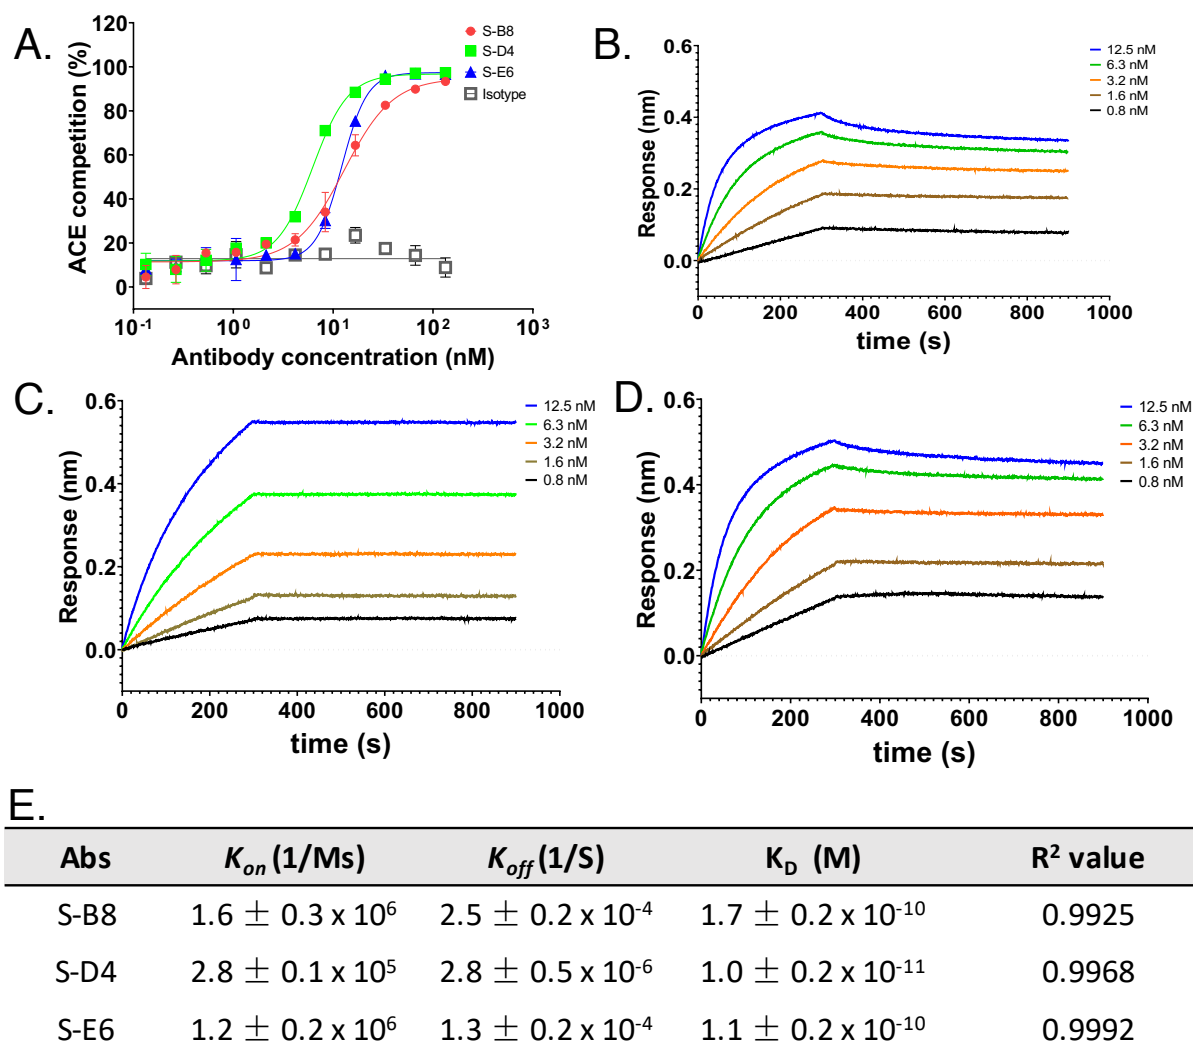 A.
ACE competition (%)
120
100
80
60
40
20
0
10-1
100
101
102
103
Antibody concentration (nM)
S-B8
S-D4
S-E6
Isotype
B.
Response (nm)
0.6
0.4
0.2
0.0
0
200
400
600
800
1000
time (s)
12.5 nM
6.3 nM
3.2 nM
1.6 nM
0.8 nM
C.
Response (nm)
0.6
0.4
0.2
0.0
0
200
400
600
800
1000
time (s)
12.5 nM
6.3 nM
3.2 nM
1.6 nM
0.8 nM
D.
Response (nm)
0.6
0.4
0.2
0.0
0
200
400
600
800
1000
time (s)
12.5 nM
6.3 nM
3.2 nM
1.6 nM
0.8 nM
E.
Abs Kon (1/Ms) Koff (1/S) KD (M) R2 value
S-B8 1.6 ± 0.3 x 106 2.5 ± 0.2 x 10-4 1.7 ± 0.2 x 10-10 0.9925
S-D4 2.8 ± 0.1 x 105 2.8 ± 0.5 x 10-6 1.0 ± 0.2 x 10-11 0.9968
S-E6 1.2 ± 0.2 x 106 1.3 ± 0.2 x 10-4 1.1 ± 0.2 x 10-10 0.9992